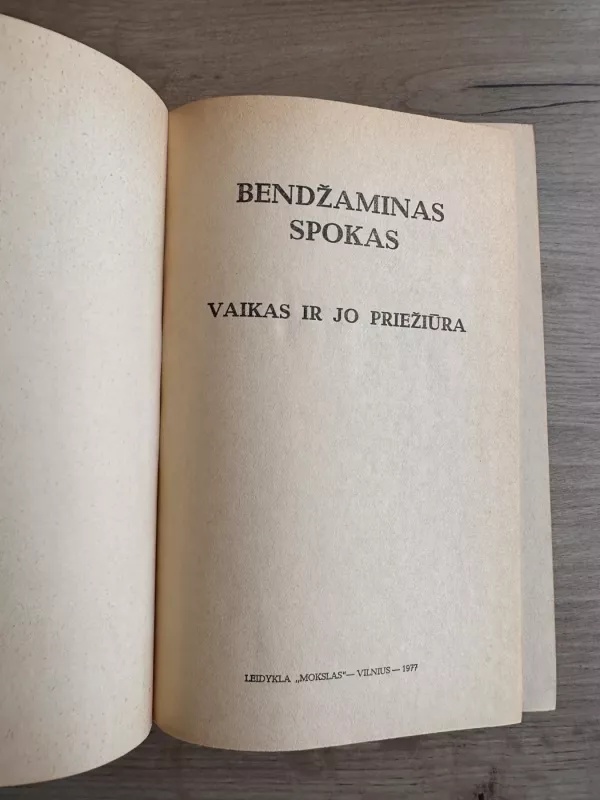 BENDŽAMINAS
SPOKAS
VAIKAS IR JO PRIEŽIŪRA
LEIDYKLA „MOKSLAS“ — VILNIUS — 1977